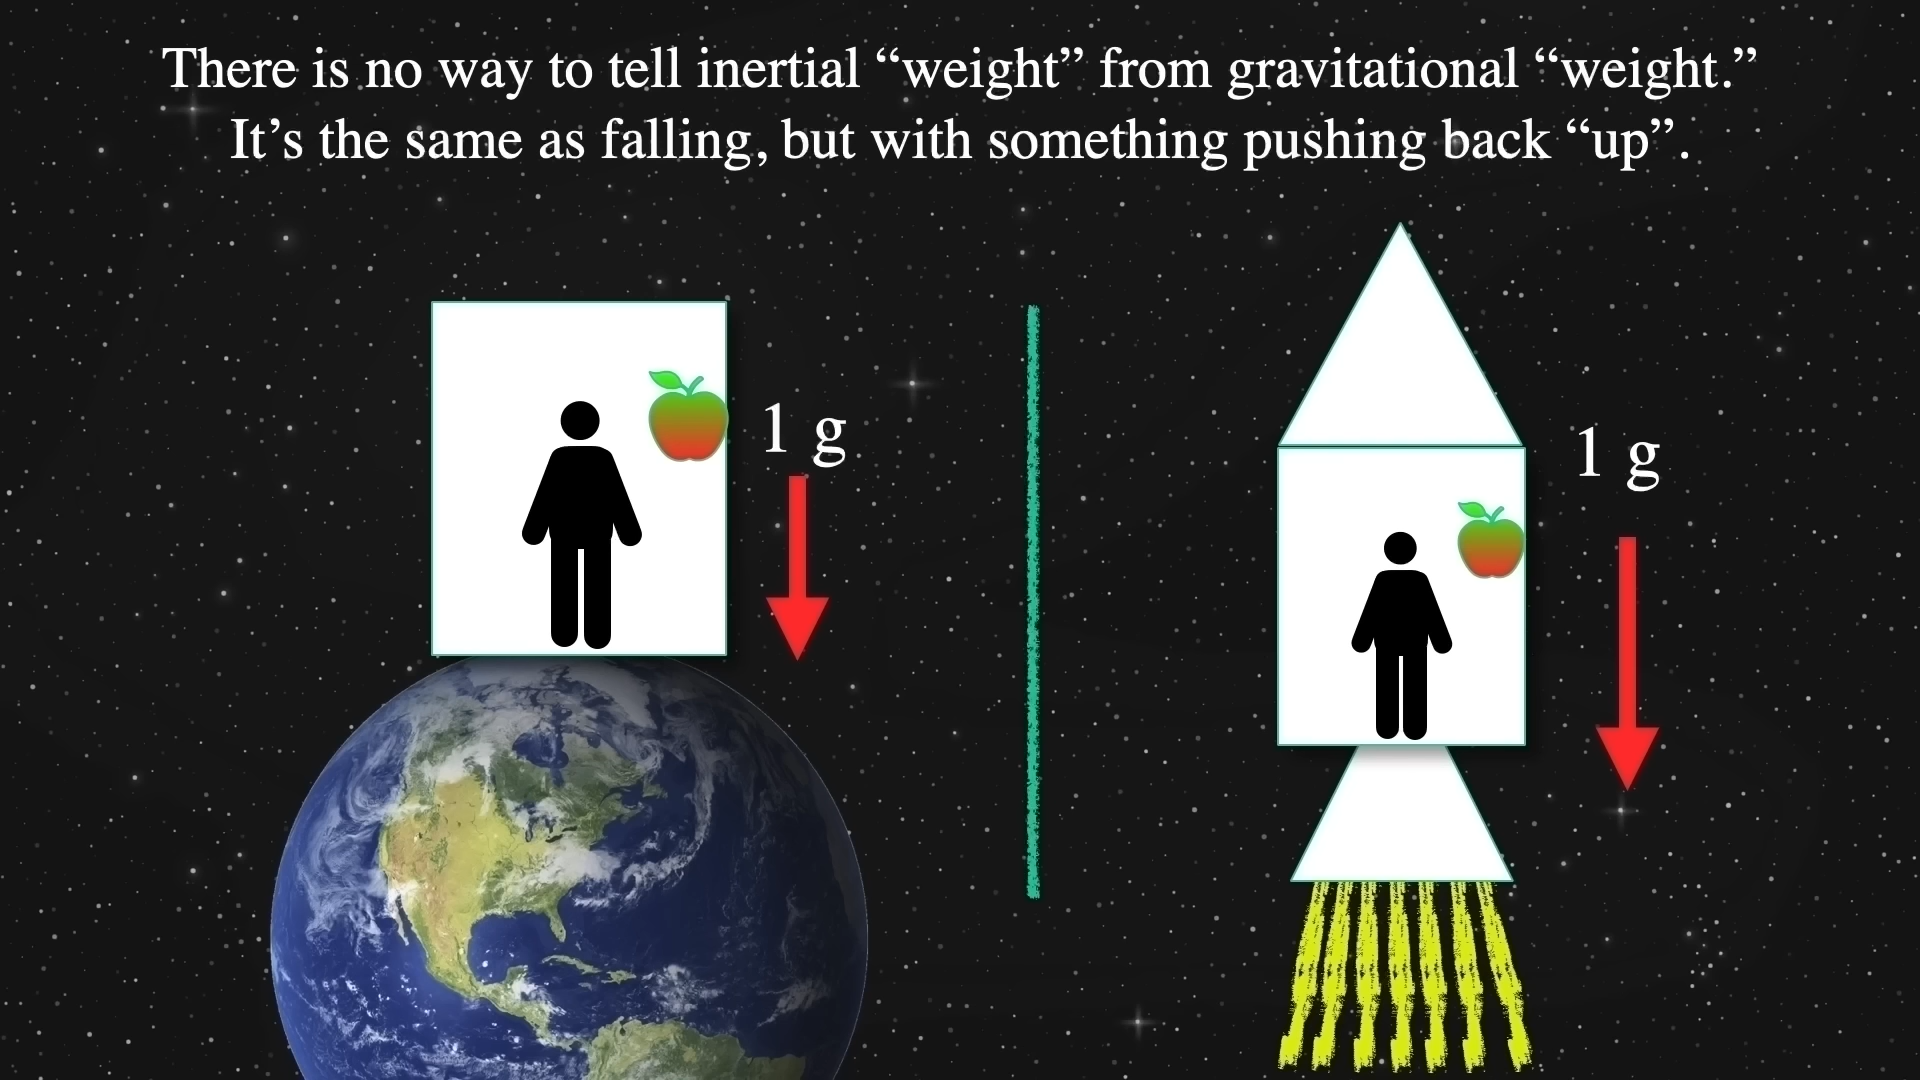 There is no way to tell inertial “weight” from gravitational “weight.”
It’s the same as falling, but with something pushing back “up”.
1 g
1 g